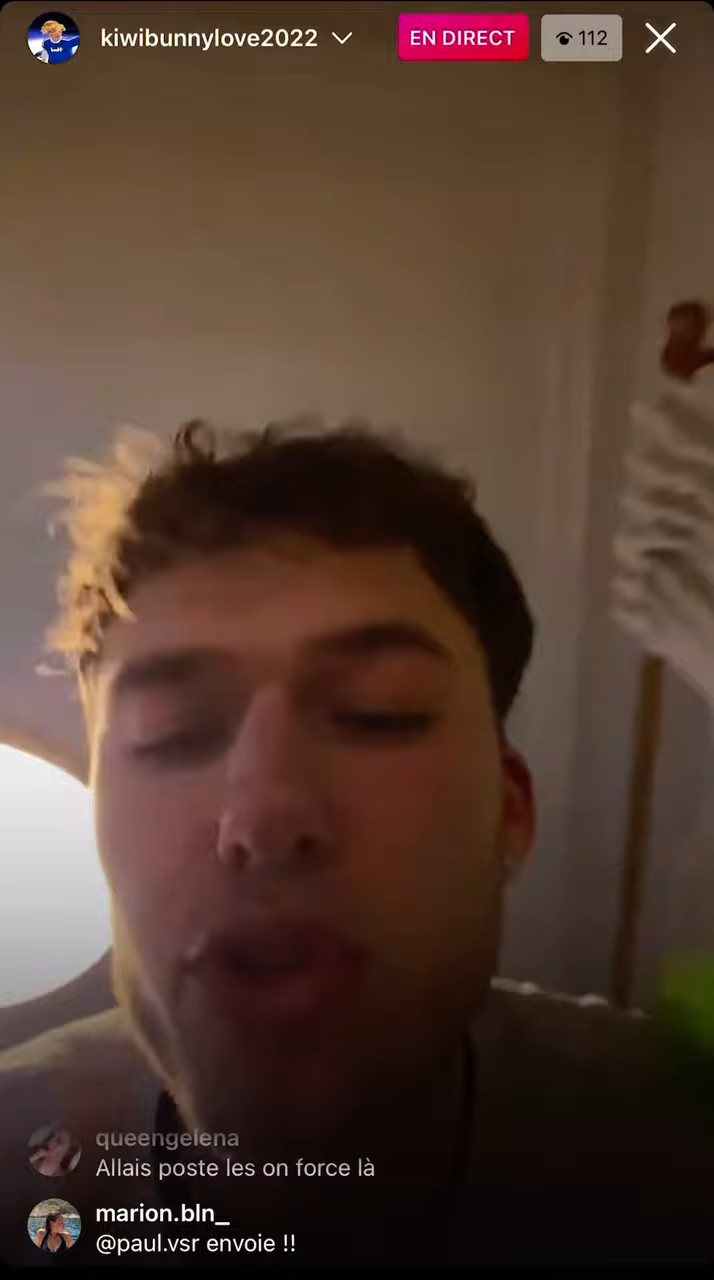 kiwibunnylove2022
EN DIRECT
112
queengelena
Allais poste les on force là
marion.bln_
@paul.vsr envoie !!